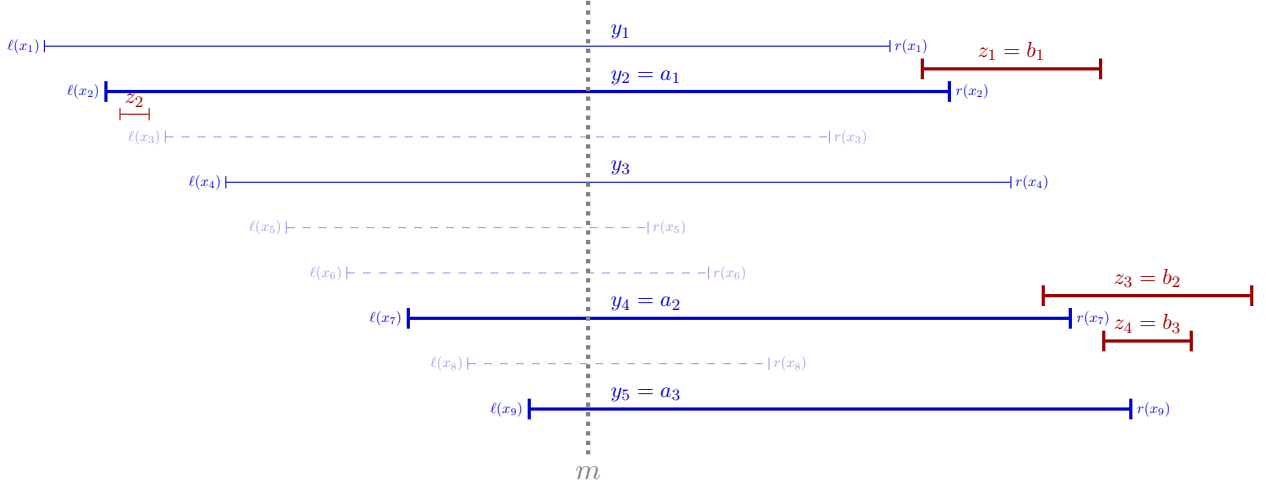 y₁
ℓ(x₁) r(x₁)
z₁ = b₁
y₂ = a₁
ℓ(x₂) r(x₂)
z₂
ℓ(x₃) r(x₃)
y₃
ℓ(x₄) r(x₄)
ℓ(x₅) r(x₅)
ℓ(x₆) r(x₆)
z₃ = b₂
y₄ = a₂
ℓ(x₇) r(x₇)
z₄ = b₃
ℓ(x₈) r(x₈)
y₅ = a₃
ℓ(x₉) r(x₉)
m